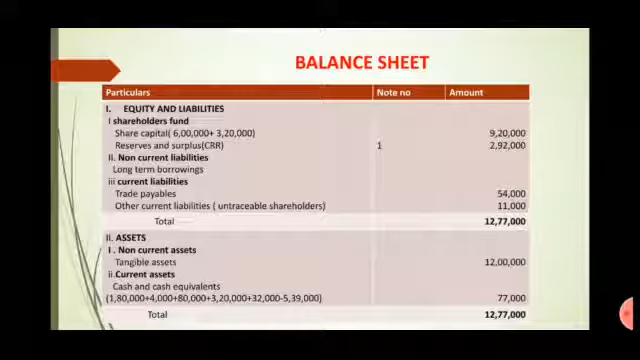 BALANCE SHEET
Particulars Note no Amount
I. EQUITY AND LIABILITIES
I shareholders fund
Share capital( 6,00,000+ 3,20,000) 9,20,000
Reserves and surplus(CRR) 1 2,92,000
II. Non current liabilities
Long term borrowings
iii current liabilities
Trade payables 54,000
Other current liabilities ( untraceable shareholders) 11,000
Total 12,77,000
II. ASSETS
I . Non current assets
Tangible assets 12,00,000
ii.Current assets
Cash and cash equivalents
(1,80,000+4,000+80,000+3,20,000+32,000-5,39,000) 77,000
Total 12,77,000